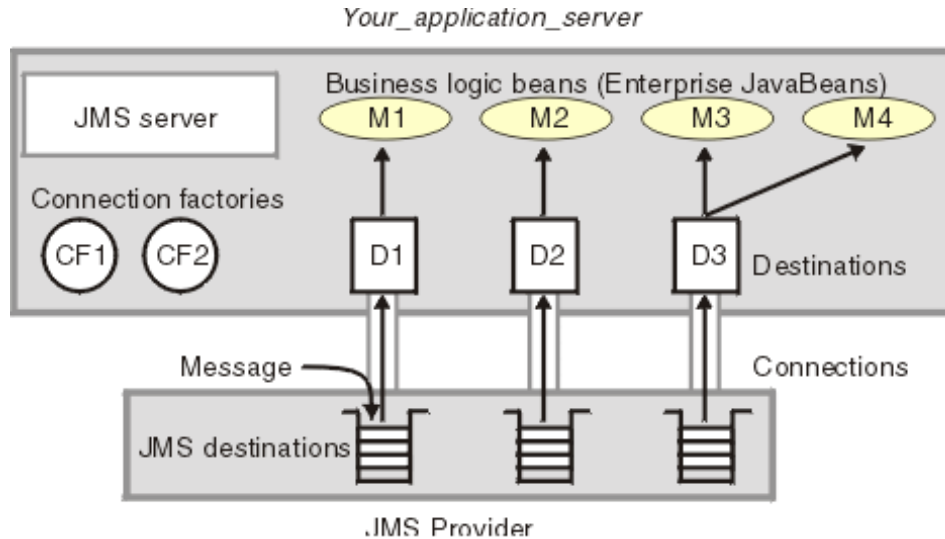 Your_application_server
Business logic beans (Enterprise JavaBeans)
JMS server
M1 M2 M3 M4
Connection factories
CF1 CF2 D1 D2 D3 Destinations
Message Connections
JMS destinations
JMS Provider